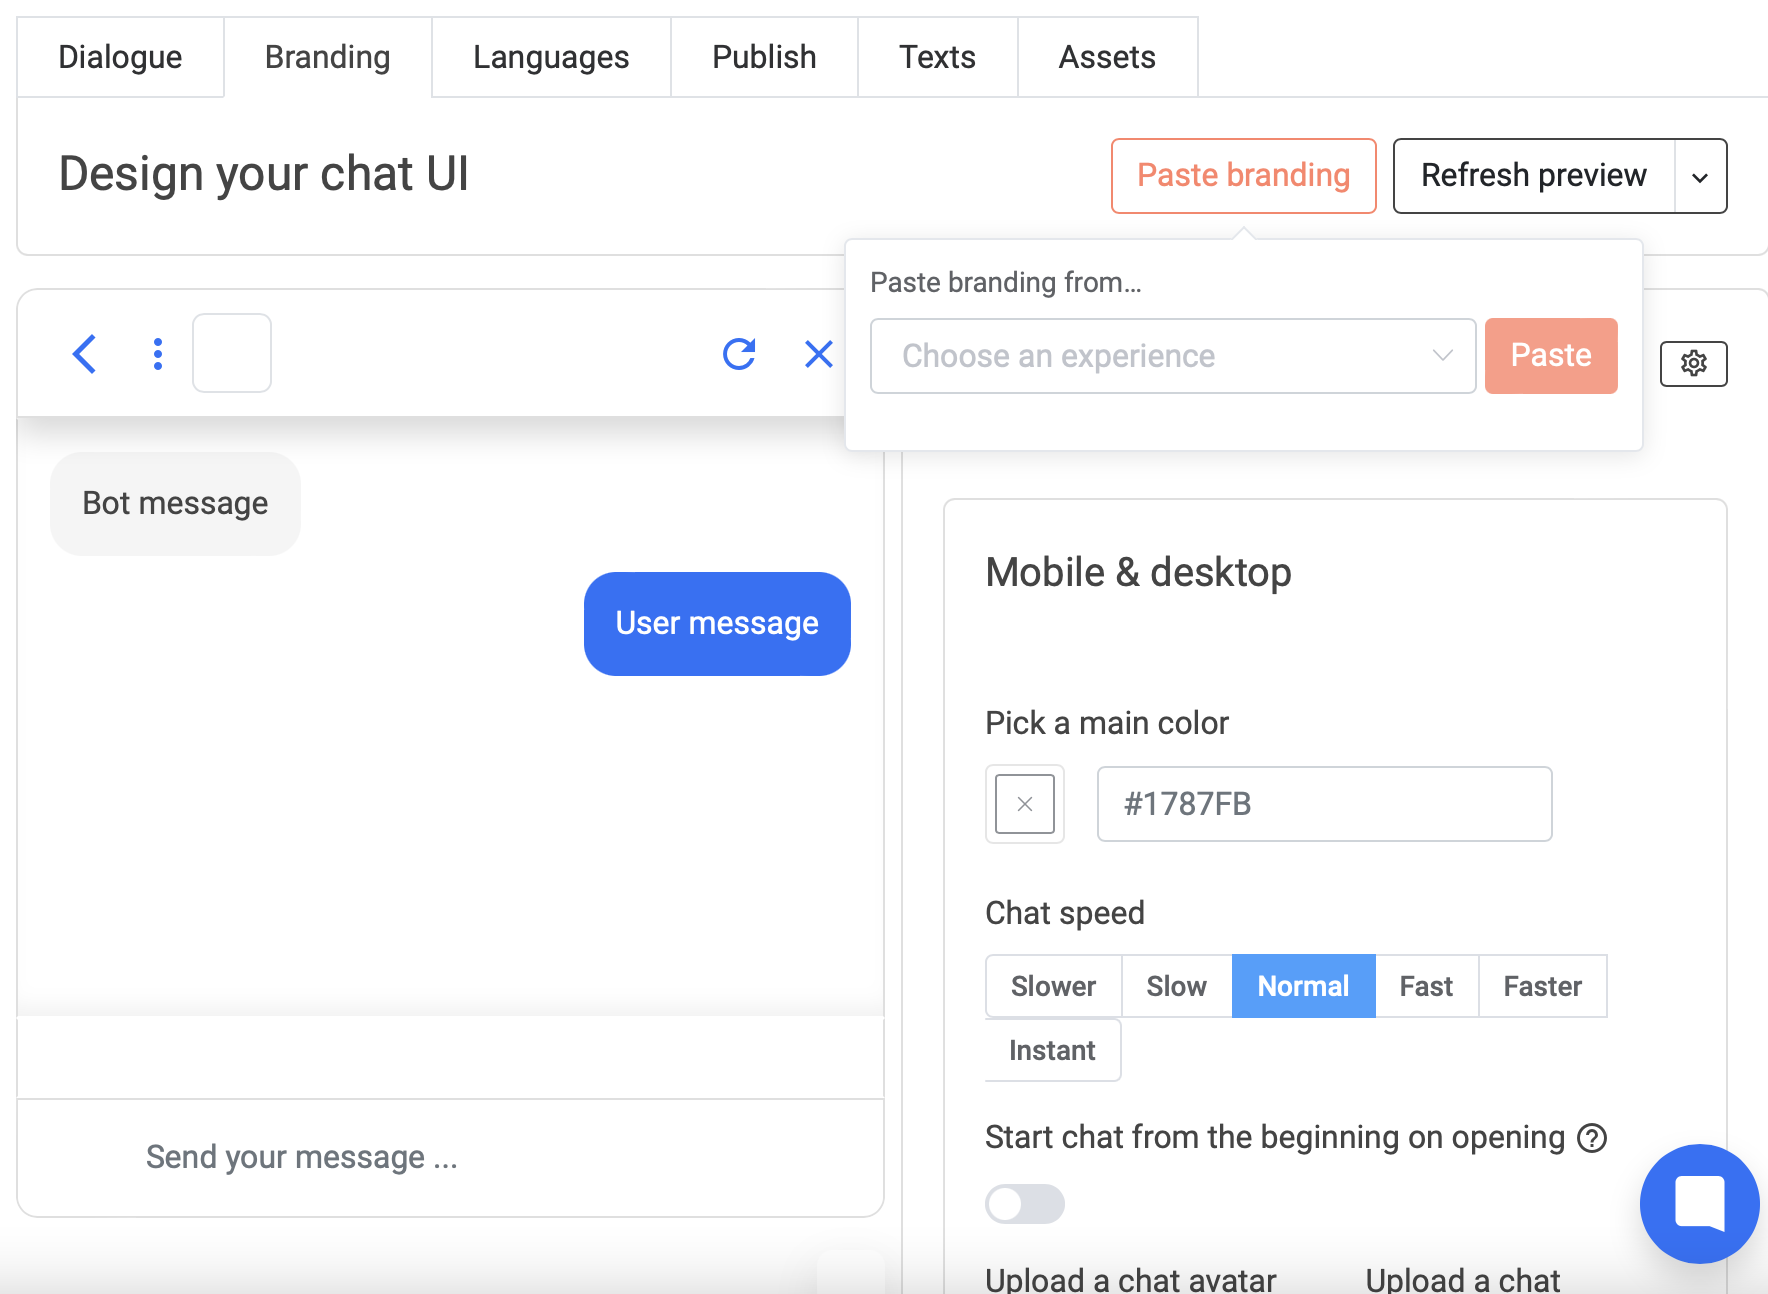 Dialogue
Branding
Languages
Publish
Texts
Assets
Design your chat UI
Paste branding
Refresh preview
Paste branding from...
Choose an experience
Paste
Bot message
User message
Send your message ...
Mobile & desktop
Pick a main color
#1787FB
Chat speed
Slower
Slow
Normal
Fast
Faster
Instant
Start chat from the beginning on opening
Upload a chat avatar
Upload a chat